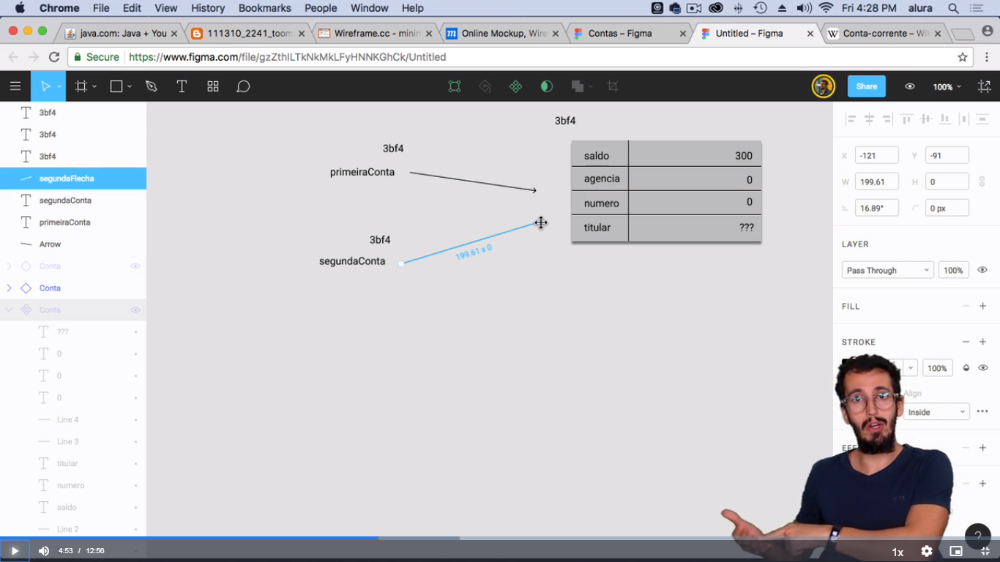 Chrome File Edit View History Bookmarks People Window Help Fri 4:28 PM alura
java.com: Java + You 111310_2241_toom Wireframe.cc - minim Online Mockup, Wire Contas – Figma Untitled – Figma Conta-corrente – Wik
Secure https://www.figma.com/file/gzZthILTkNkMkLFyHNNKGhCk/Untitled
T Share 100%
3bf4
3bf4
3bf4
segundaFlecha
segundaConta
primeiraConta
Arrow
Conta
Conta
Conta
???
0
0
0
Line 4
Line 3
titular
numero
saldo
Line 2
3bf4
3bf4
primeiraConta
saldo 300
agencia 0
numero 0
titular ???
3bf4
segundaConta
199.61 x 0
X -121 Y -91
W 199.61 H 0
16.89° 0 px
LAYER
Pass Through 100%
FILL
STROKE
100%
Align
Inside
?
4:53 / 12:56 1x